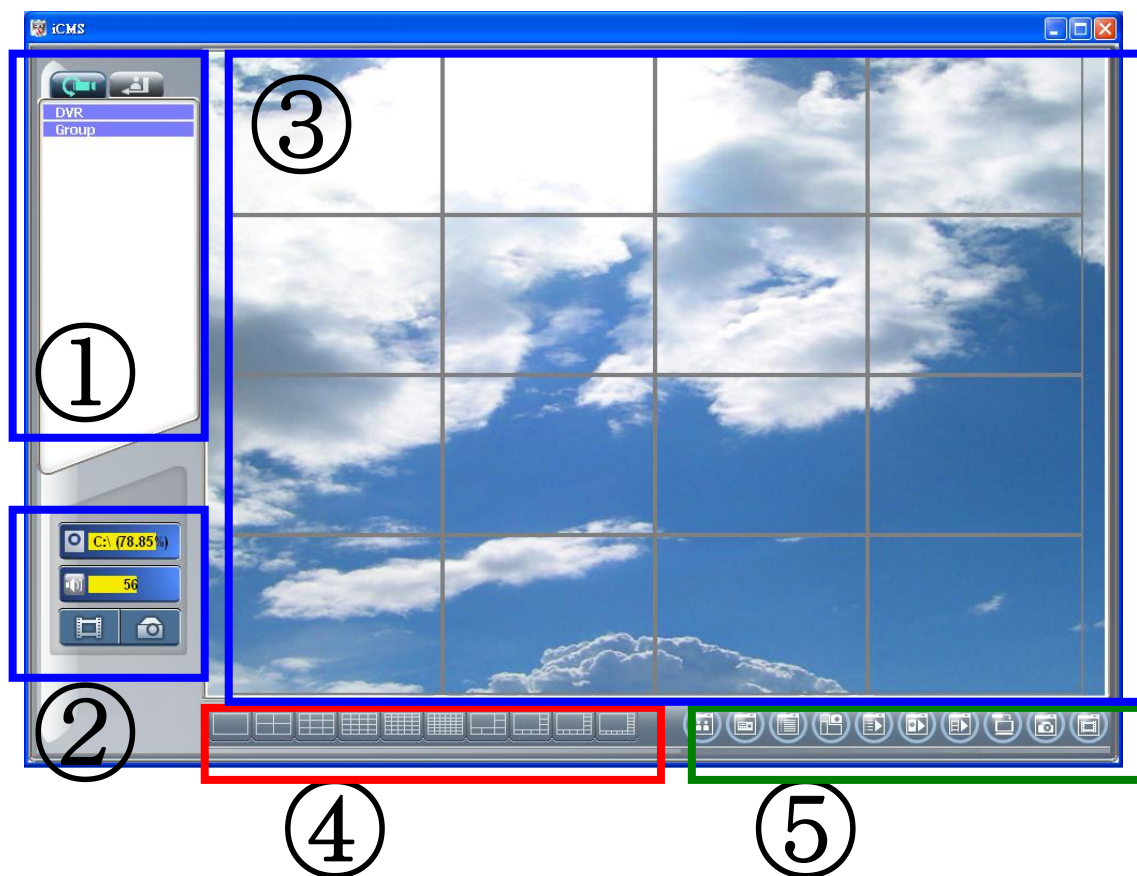 iCMS
DVR
Group
③
①
C:\ (78.85%)
56
②
④
⑤